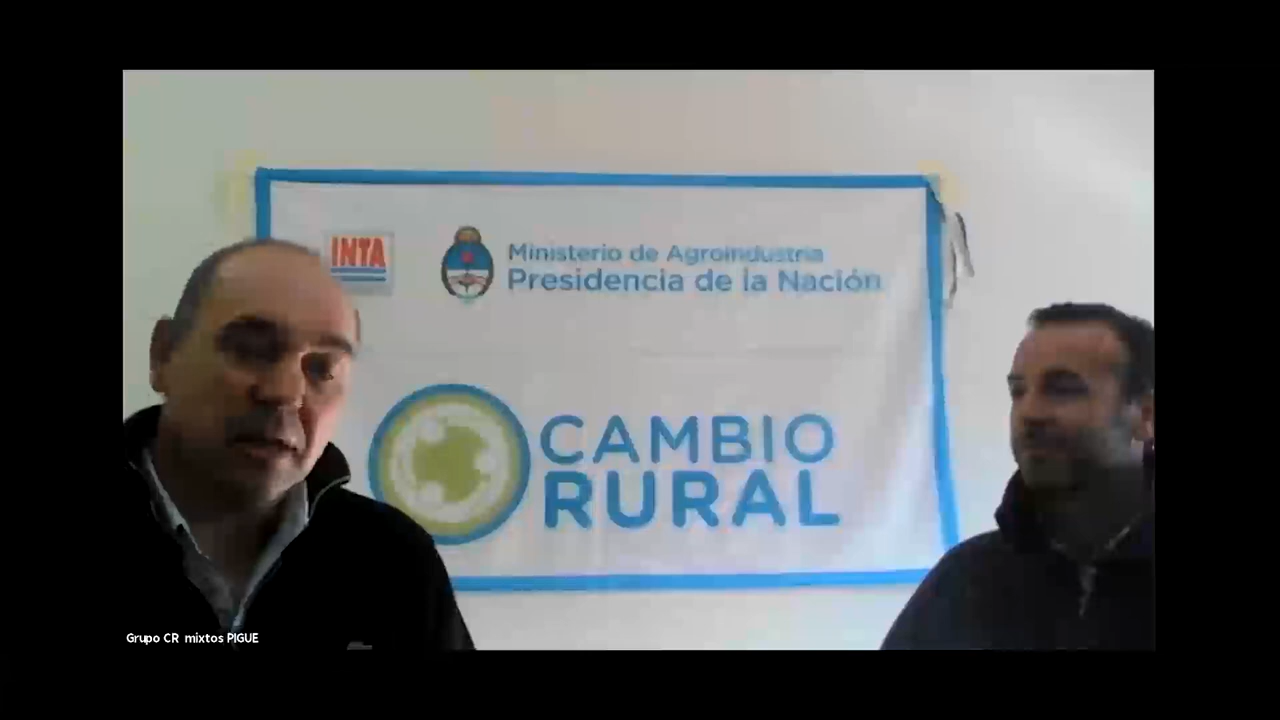 INTA
Ministerio de Agroindustria
Presidencia de la Nación
CAMBIO
RURAL
Grupo CR mixtos PIGUE